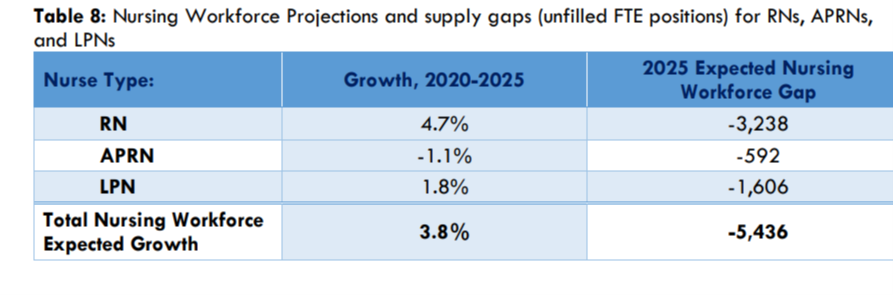 Table 8: Nursing Workforce Projections and supply gaps (unfilled FTE positions) for RNs, APRNs,
and LPNs
Nurse Type: Growth, 2020-2025 2025 Expected Nursing
Workforce Gap
RN 4.7% -3,238
APRN -1.1% -592
LPN 1.8% -1,606
Total Nursing Workforce
Expected Growth 3.8% -5,436